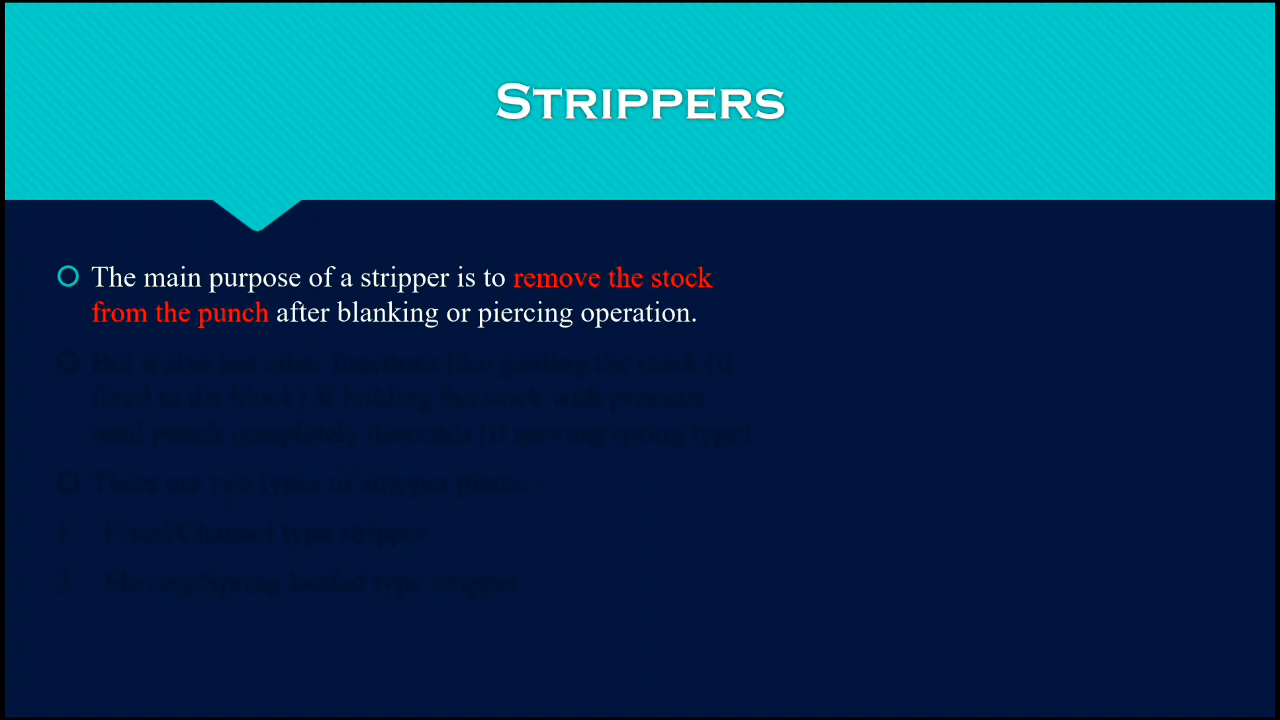 STRIPPERS
The main purpose of a stripper is to remove the stock
from the punch after blanking or piercing operation.
But it also has other functions like guiding the stock (if
fixed to die block) & holding the stock with pressure
until punch completely descends (if moving/spring type)
There are two types of stripper plates
1. Fixed/Channel type stripper
2. Moving/Spring loaded type stripper